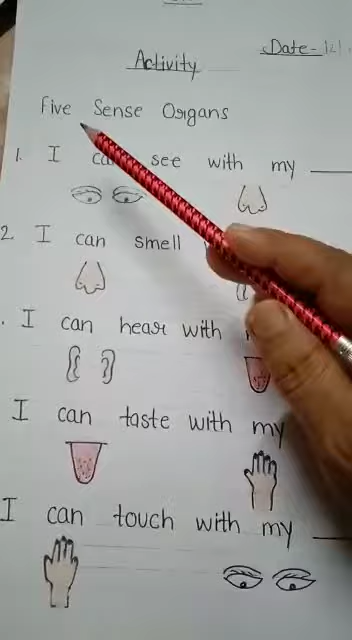 Activity
Date-
Five Sense Organs
1. I can see with my
2. I can smell
. I can hear with
I can taste with my
I can touch with my